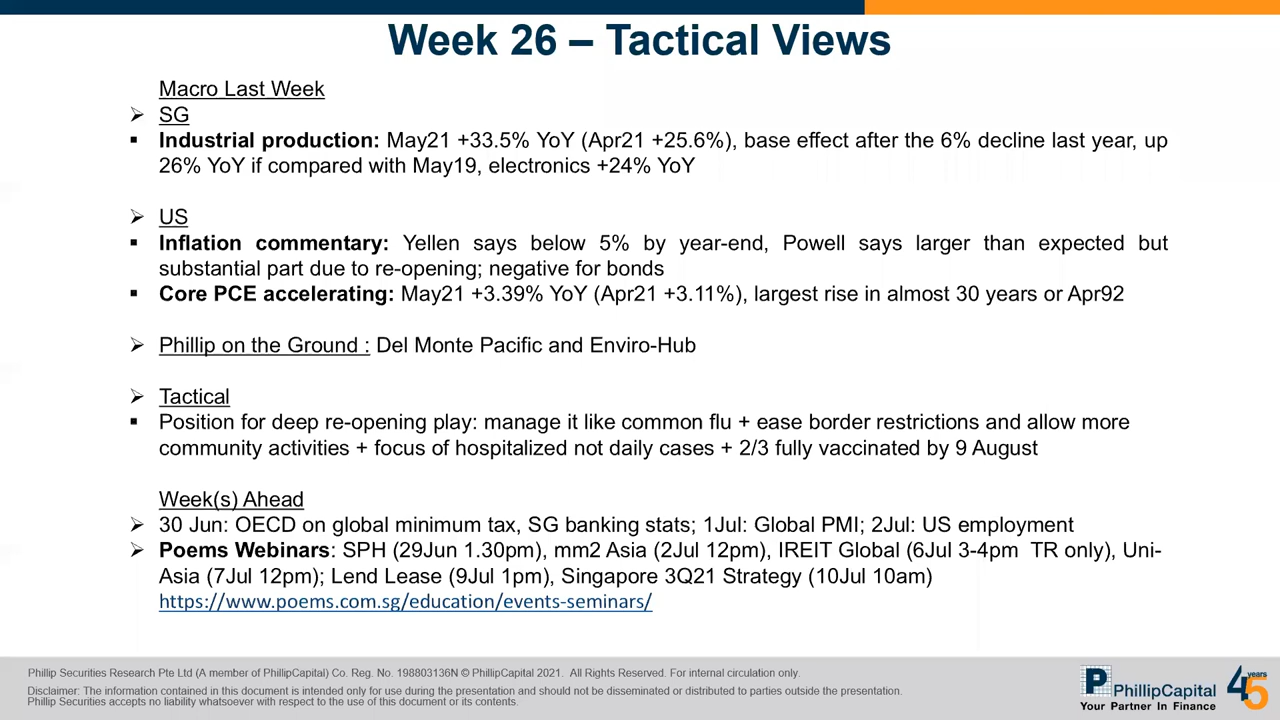 Week 26 – Tactical Views
Macro Last Week
➢ SG
▪ Industrial production: May21 +33.5% YoY (Apr21 +25.6%), base effect after the 6% decline last year, up
26% YoY if compared with May19, electronics +24% YoY
➢ US
▪ Inflation commentary: Yellen says below 5% by year-end, Powell says larger than expected but
substantial part due to re-opening; negative for bonds
▪ Core PCE accelerating: May21 +3.39% YoY (Apr21 +3.11%), largest rise in almost 30 years or Apr92
➢ Phillip on the Ground : Del Monte Pacific and Enviro-Hub
➢ Tactical
▪ Position for deep re-opening play: manage it like common flu + ease border restrictions and allow more
community activities + focus of hospitalized not daily cases + 2/3 fully vaccinated by 9 August
Week(s) Ahead
➢ 30 Jun: OECD on global minimum tax, SG banking stats; 1Jul: Global PMI; 2Jul: US employment
➢ Poems Webinars: SPH (29Jun 1.30pm), mm2 Asia (2Jul 12pm), IREIT Global (6Jul 3-4pm TR only), Uni-
Asia (7Jul 12pm); Lend Lease (9Jul 1pm), Singapore 3Q21 Strategy (10Jul 10am)
https://www.poems.com.sg/education/events-seminars/
Phillip Securities Research Pte Ltd (A member of PhillipCapital) Co. Reg. No. 198803136N © PhillipCapital 2021. All Rights Reserved. For internal circulation only.
Disclaimer: The information contained in this document is intended only for use during the presentation and should not be disseminated or distributed to parties outside the presentation.
Phillip Securities accepts no liability whatsoever with respect to the use of this document or its contents.
P PhillipCapital
Your Partner In Finance
45 years